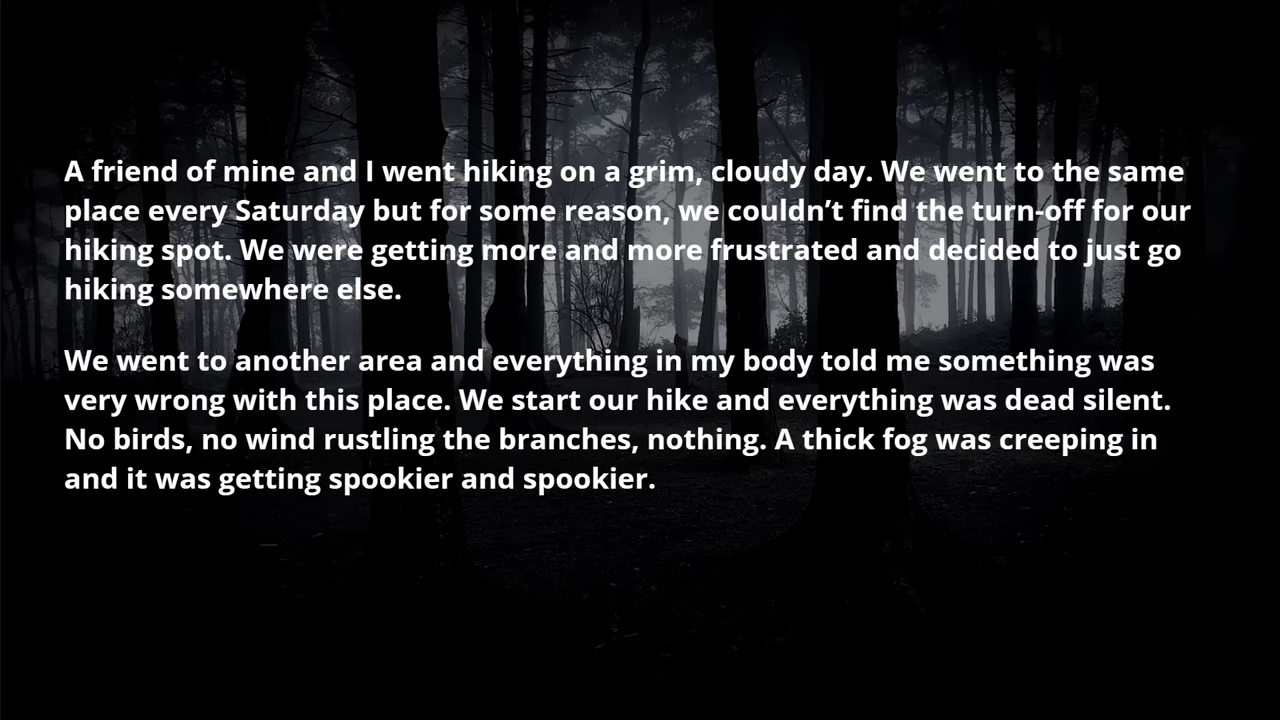 A friend of mine and I went hiking on a grim, cloudy day. We went to the same
place every Saturday but for some reason, we couldn’t find the turn-off for our
hiking spot. We were getting more and more frustrated and decided to just go
hiking somewhere else.
We went to another area and everything in my body told me something was
very wrong with this place. We start our hike and everything was dead silent.
No birds, no wind rustling the branches, nothing. A thick fog was creeping in
and it was getting spookier and spookier.